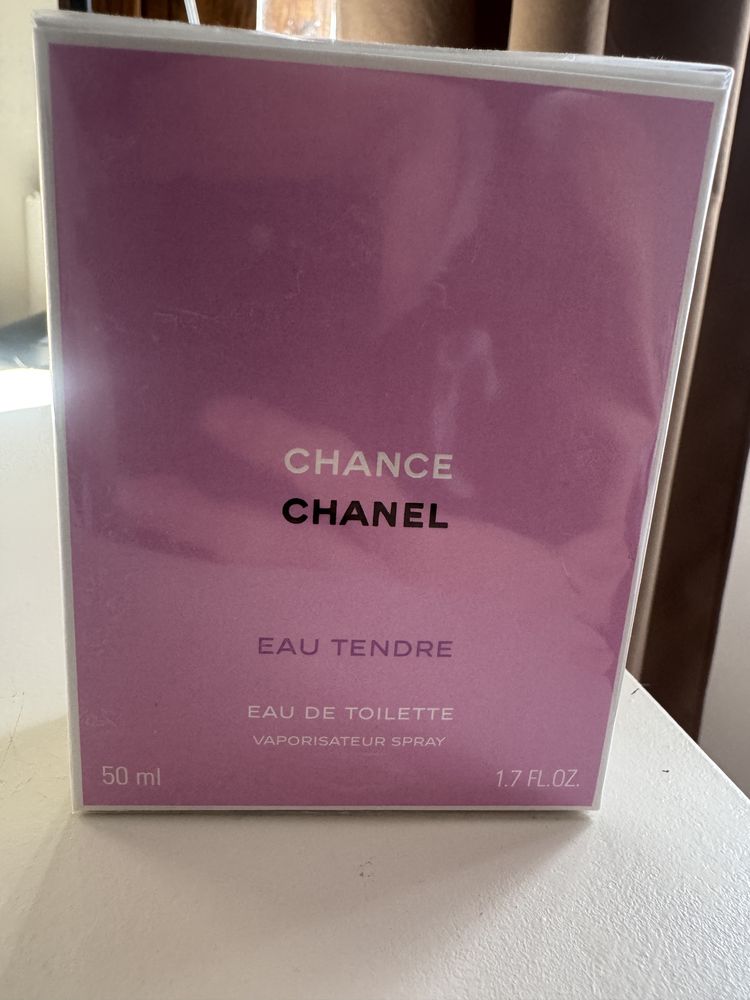 CHANCE
CHANEL
EAU TENDRE
EAU DE TOILETTE
VAPORISATEUR SPRAY
50 ml 1.7 FL.OZ.